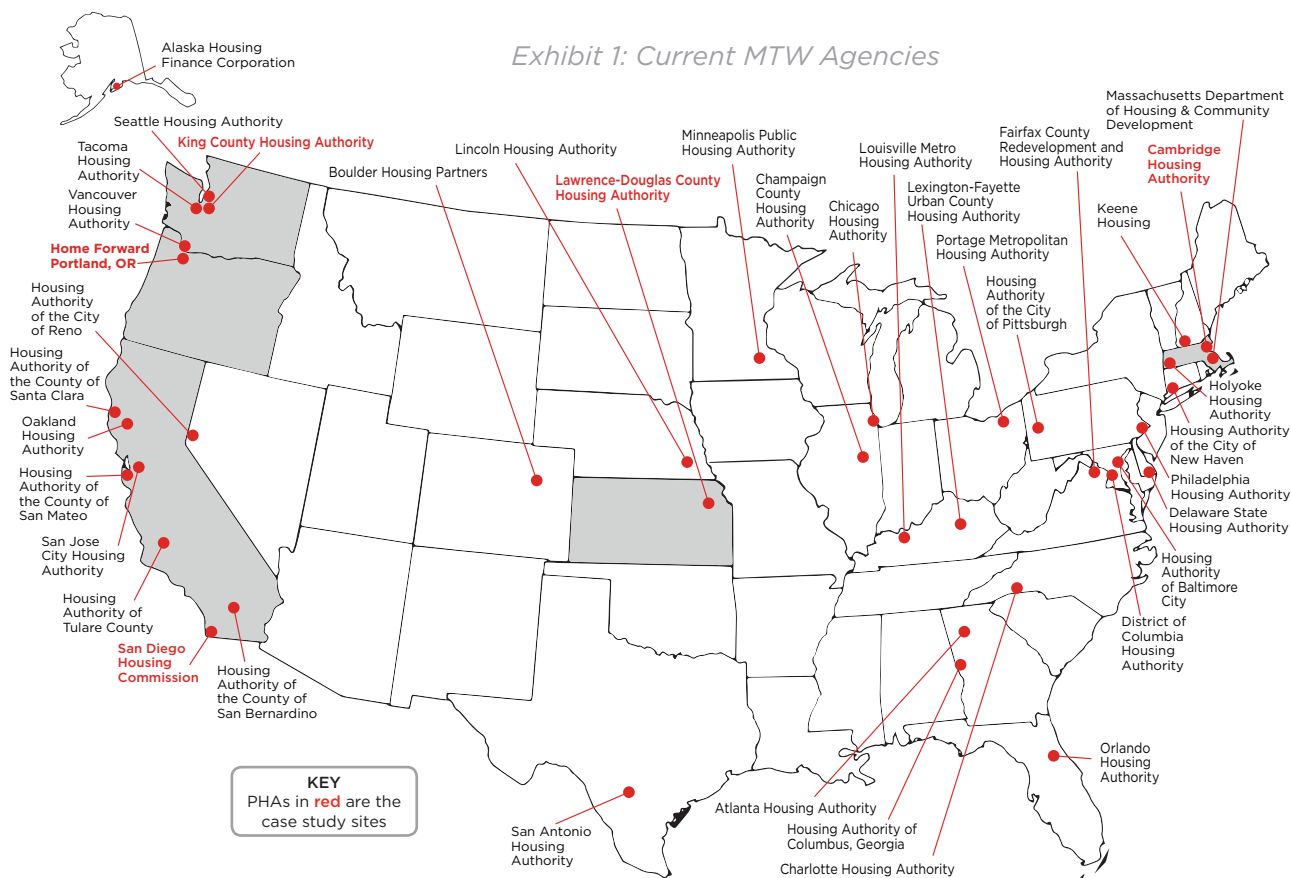 Exhibit 1: Current MTW Agencies
Alaska Housing
Finance Corporation
Seattle Housing Authority
King County Housing Authority
Tacoma
Housing
Authority
Vancouver
Housing
Authority
Home Forward
Portland, OR
Housing
Authority
of the City
of Reno
Housing
Authority of
the County of
Santa Clara
Oakland
Housing
Authority
Housing
Authority of
the County of
San Mateo
San Jose
City Housing
Authority
Housing
Authority of
Tulare County
San Diego
Housing
Commission
Housing
Authority of
the County of
San Bernardino
Boulder Housing Partners
Lincoln Housing Authority
Lawrence-Douglas County
Housing Authority
Minneapolis Public
Housing Authority
Champaign
County
Housing
Authority
Chicago
Housing
Authority
Louisville Metro
Housing Authority
Lexington-Fayette
Urban County
Housing Authority
Portage Metropolitan
Housing Authority
Housing
Authority
of the City
of Pittsburgh
Fairfax County
Redevelopment and
Housing Authority
Massachusetts Department
of Housing & Community
Development
Cambridge
Housing
Authority
Keene
Housing
Holyoke
Housing
Authority
Housing Authority
of the City of
New Haven
Philadelphia
Housing Authority
Delaware State
Housing Authority
Housing
Authority
of Baltimore
City
District of
Columbia
Housing
Authority
Orlando
Housing
Authority
Atlanta Housing Authority
Housing Authority of
Columbus, Georgia
Charlotte Housing Authority
San Antonio
Housing
Authority
KEY
PHAs in red are the
case study sites